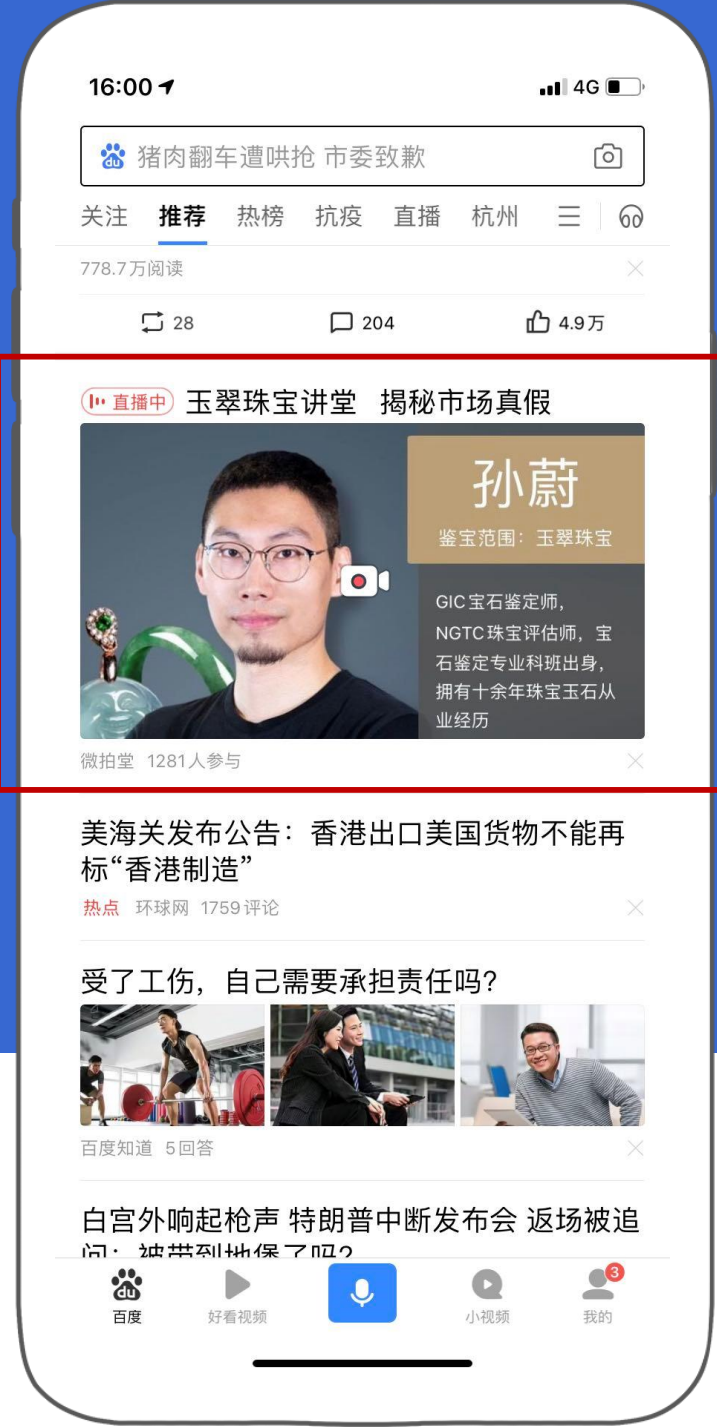 16:00
4G
du 猪肉翻车遭哄抢 市委致歉
关注 推荐 热榜 抗疫 直播 杭州
778.7万阅读
28 204 4.9万
直播中 玉翠珠宝讲堂 揭秘市场真假
孙蔚
鉴宝范围：玉翠珠宝
GIC宝石鉴定师，
NGTC珠宝评估师，宝
石鉴定专业科班出身，
拥有十余年珠宝玉石从
业经历
微拍堂 1281人参与
美海关发布公告：香港出口美国货物不能再
标“香港制造”
热点 环球网 1759评论
受了工伤，自己需要承担责任吗？
百度知道 5回答
白宫外响起枪声 特朗普中断发布会 返场被追
问：被带到地堡了吗？
du
3
百度 好看视频 小视频 我的